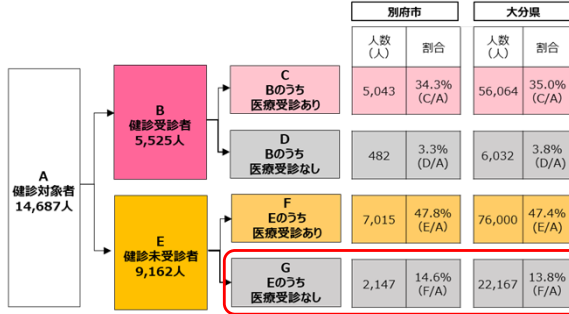 別府市 大分県
人数
(人) 割合 人数
(人) 割合
A
健診対象者
14,687人
B
健診受診者
5,525人
C
Bのうち
医療受診あり
5,043 34.3%
(C/A) 56,064 35.0%
(C/A)
D
Bのうち
医療受診なし
482 3.3%
(D/A) 6,032 3.8%
(D/A)
E
健診未受診者
9,162人
F
Eのうち
医療受診あり
7,015 47.8%
(E/A) 76,000 47.4%
(E/A)
G
Eのうち
医療受診なし
2,147 14.6%
(F/A) 22,167 13.8%
(F/A)